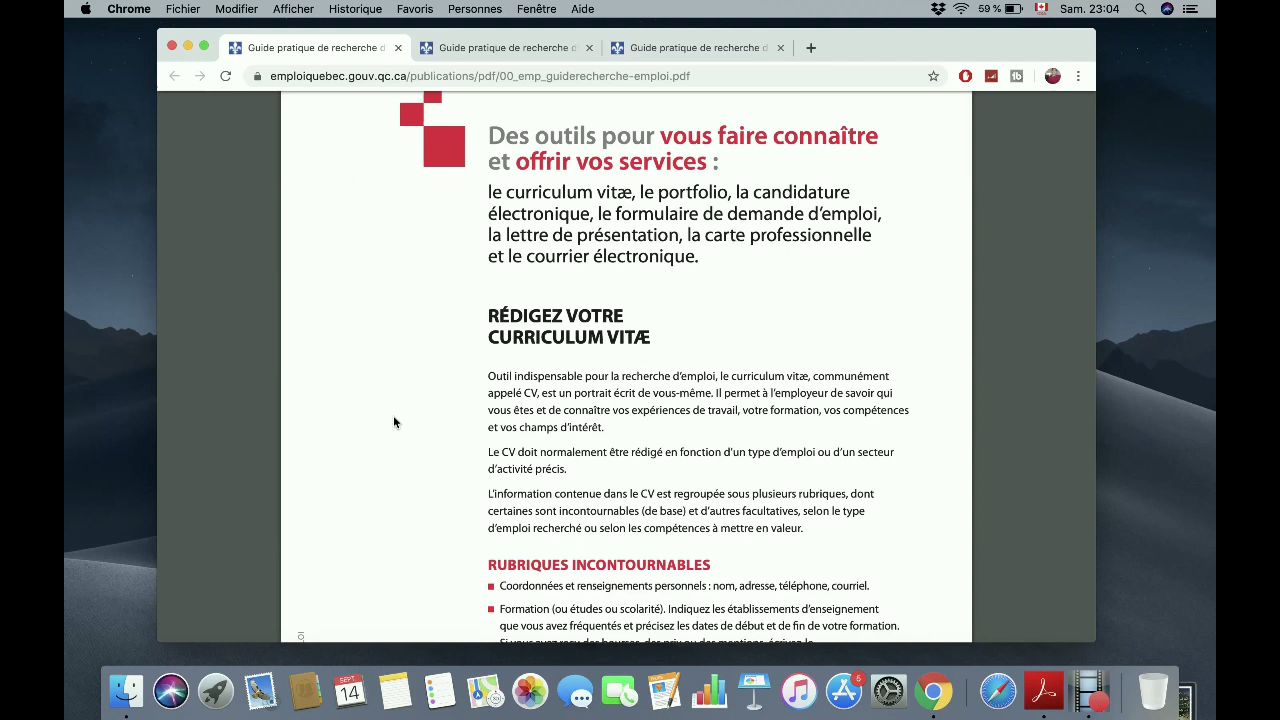 Chrome Fichier Modifier Afficher Historique Favoris Personnes Fenêtre Aide 59 % Sam. 23:04
Guide pratique de recherche d Guide pratique de recherche d Guide pratique de recherche d
emploiquebec.gouv.qc.ca/publications/pdf/00_emp_guiderecherche-emploi.pdf
Des outils pour vous faire connaître
et offrir vos services :
le curriculum vitæ, le portfolio, la candidature
électronique, le formulaire de demande d’emploi,
la lettre de présentation, la carte professionnelle
et le courrier électronique.
RÉDIGEZ VOTRE
CURRICULUM VITÆ
Outil indispensable pour la recherche d’emploi, le curriculum vitæ, communément
appelé CV, est un portrait écrit de vous-même. Il permet à l’employeur de savoir qui
vous êtes et de connaître vos expériences de travail, votre formation, vos compétences
et vos champs d’intérêt.
Le CV doit normalement être rédigé en fonction d’un type d’emploi ou d’un secteur
d’activité précis.
L’information contenue dans le CV est regroupée sous plusieurs rubriques, dont
certaines sont incontournables (de base) et d’autres facultatives, selon le type
d’emploi recherché ou selon les compétences à mettre en valeur.
RUBRIQUES INCONTOURNABLES
Coordonnées et renseignements personnels : nom, adresse, téléphone, courriel.
Formation (ou études ou scolarité). Indiquez les établissements d’enseignement
que vous avez fréquentés et précisez les dates de début et de fin de votre formation.
SEPT
14
5